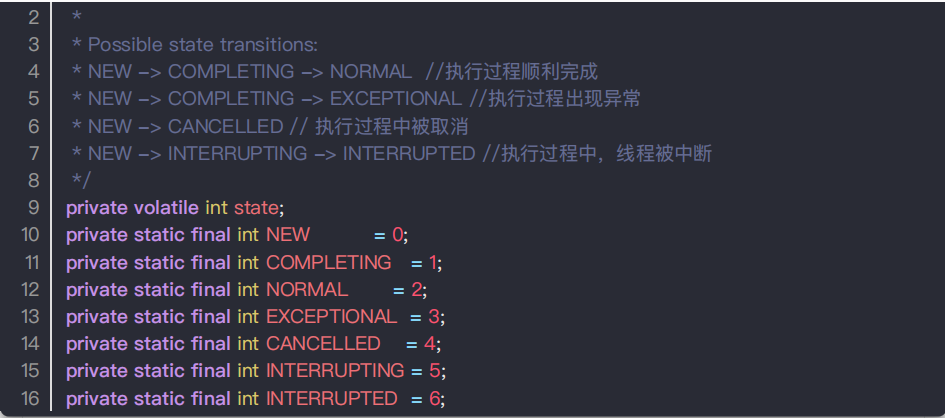 2 *
3 * Possible state transitions:
4 * NEW -> COMPLETING -> NORMAL //执行过程顺利完成
5 * NEW -> COMPLETING -> EXCEPTIONAL //执行过程出现异常
6 * NEW -> CANCELLED // 执行过程中被取消
7 * NEW -> INTERRUPTING -> INTERRUPTED //执行过程中，线程被中断
8 */
9 private volatile int state;
10 private static final int NEW = 0;
11 private static final int COMPLETING = 1;
12 private static final int NORMAL = 2;
13 private static final int EXCEPTIONAL = 3;
14 private static final int CANCELLED = 4;
15 private static final int INTERRUPTING = 5;
16 private static final int INTERRUPTED = 6;